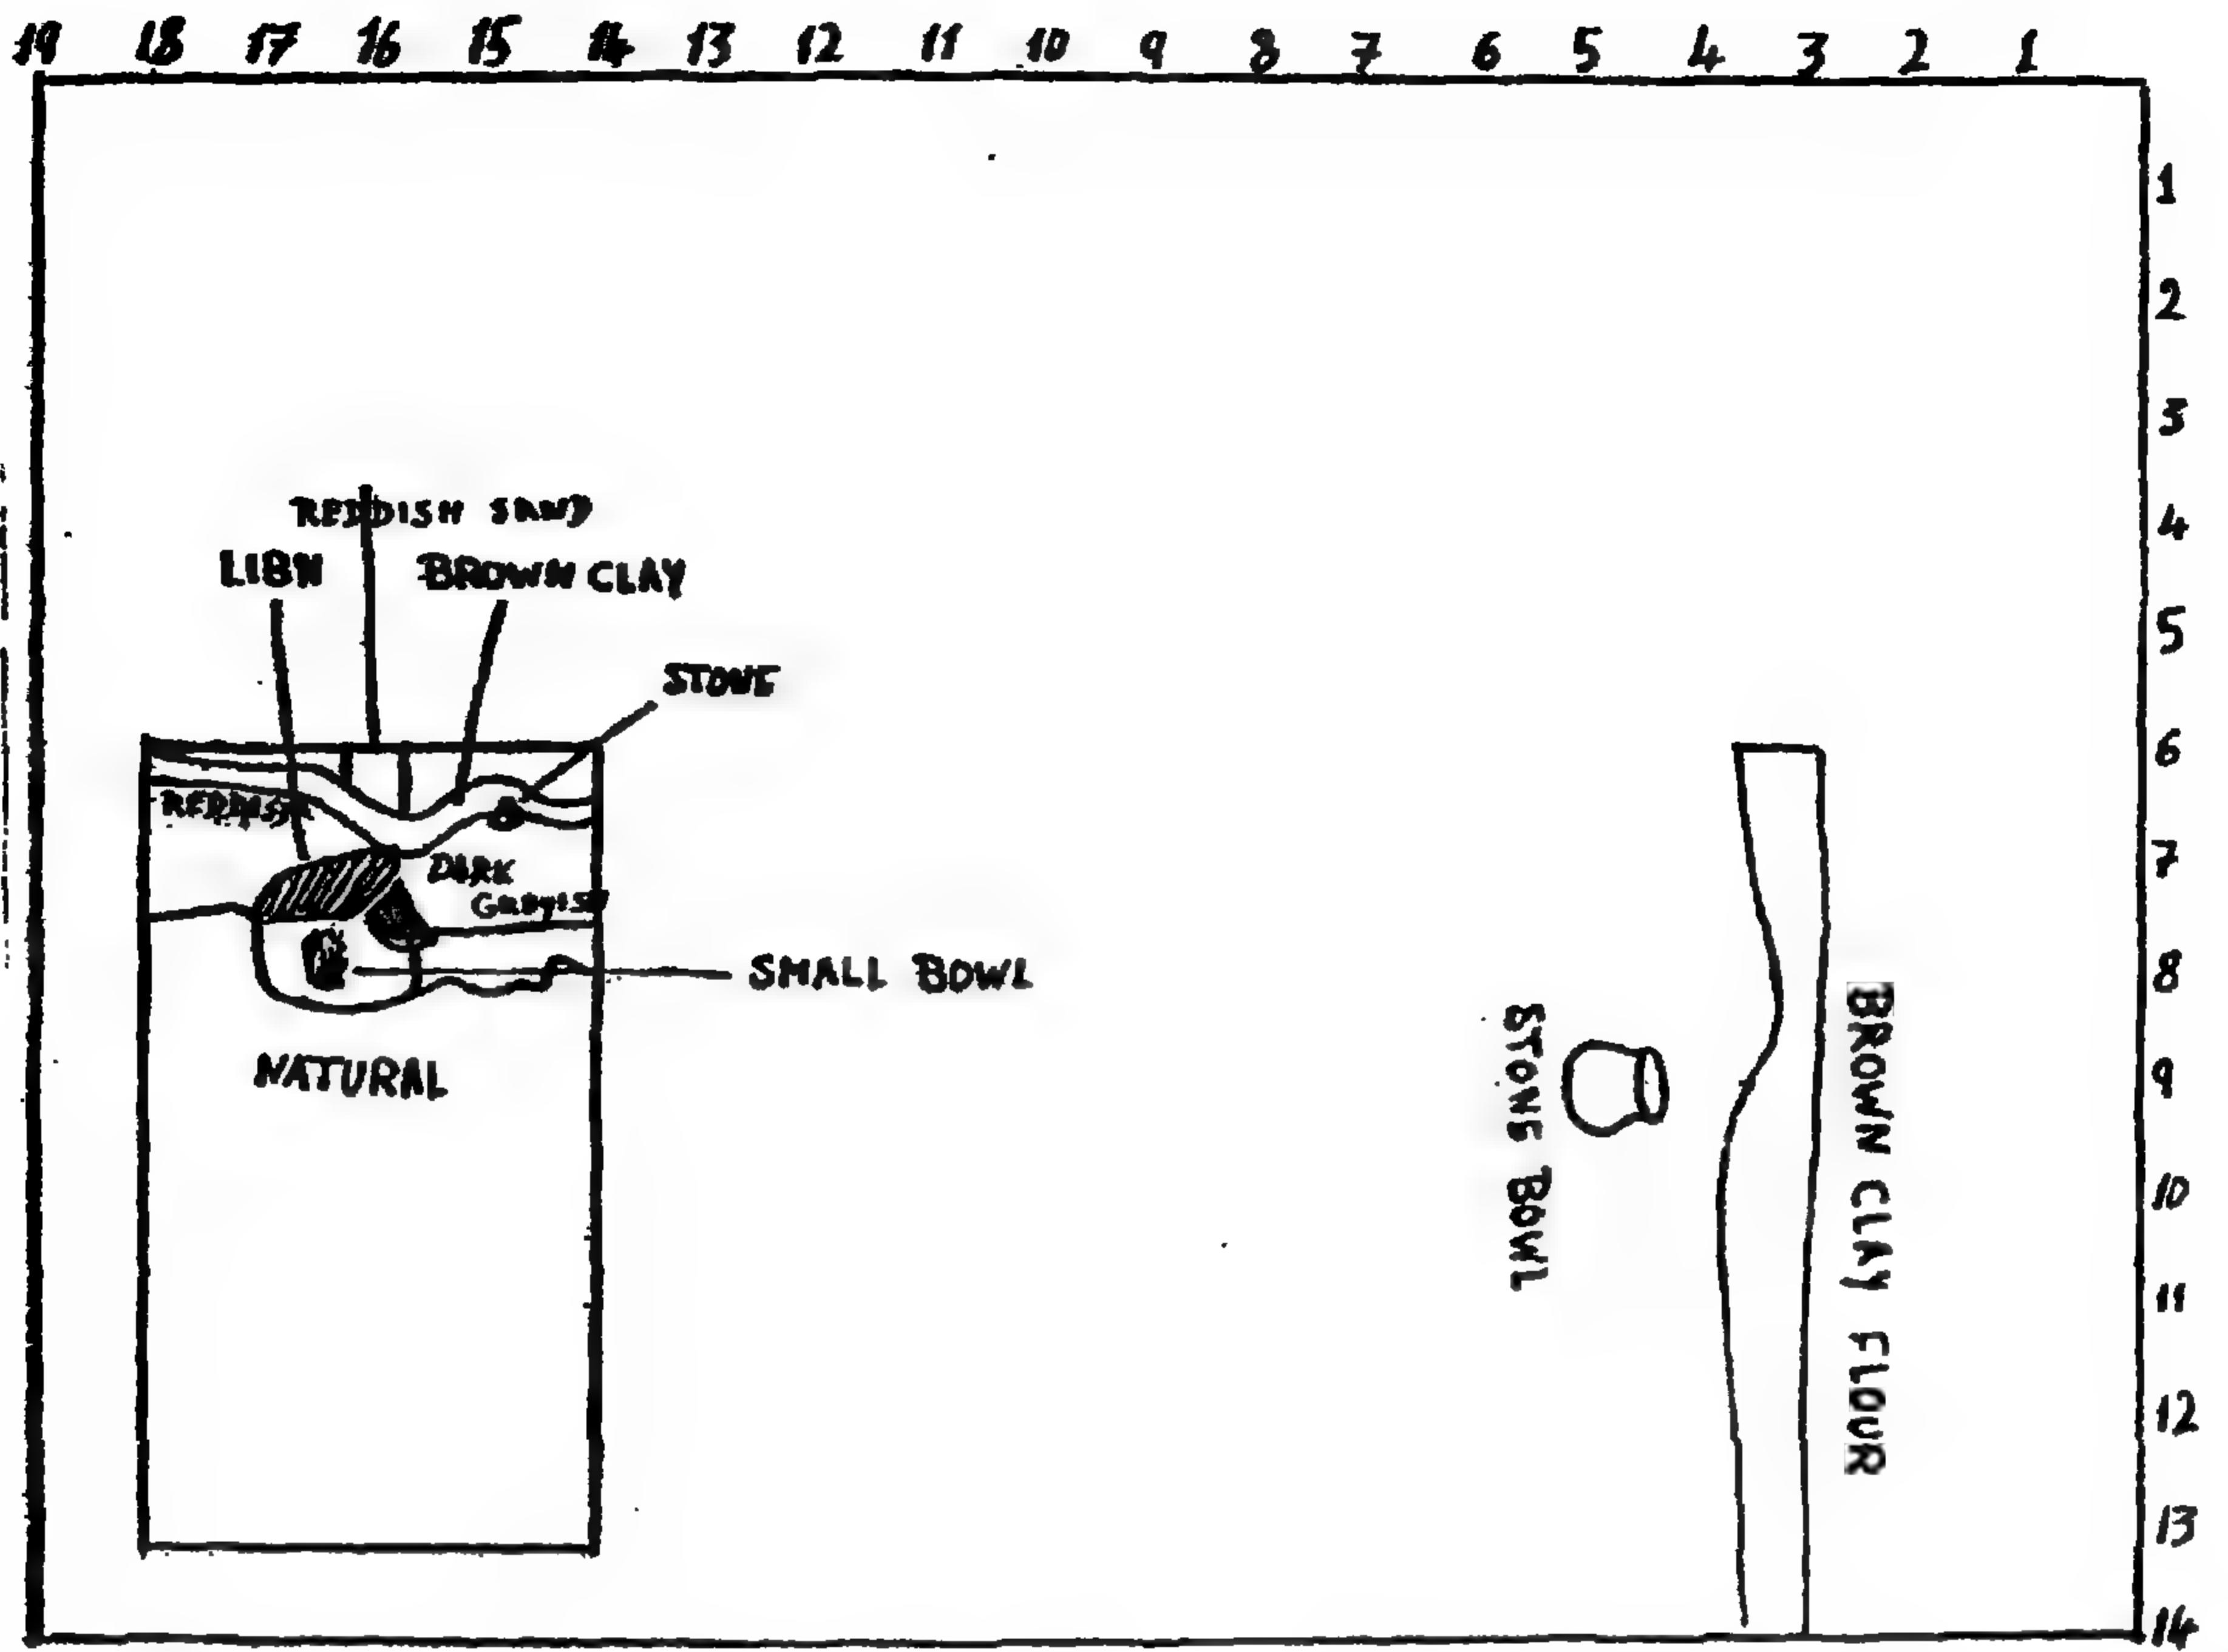 19 18 17 16 15 14 13 12 11 10 9 8 7 6 5 4 3 2 1
1
2
3
4
5
6
7
8
9
10
11
12
13
14
REDDISH SAND
LIBN
BROWN CLAY
STONE
REDDISH
DARK
GREYISH
SMALL BOWL
NATURAL
STONE BOWL
BROWN CLAY FLOUR